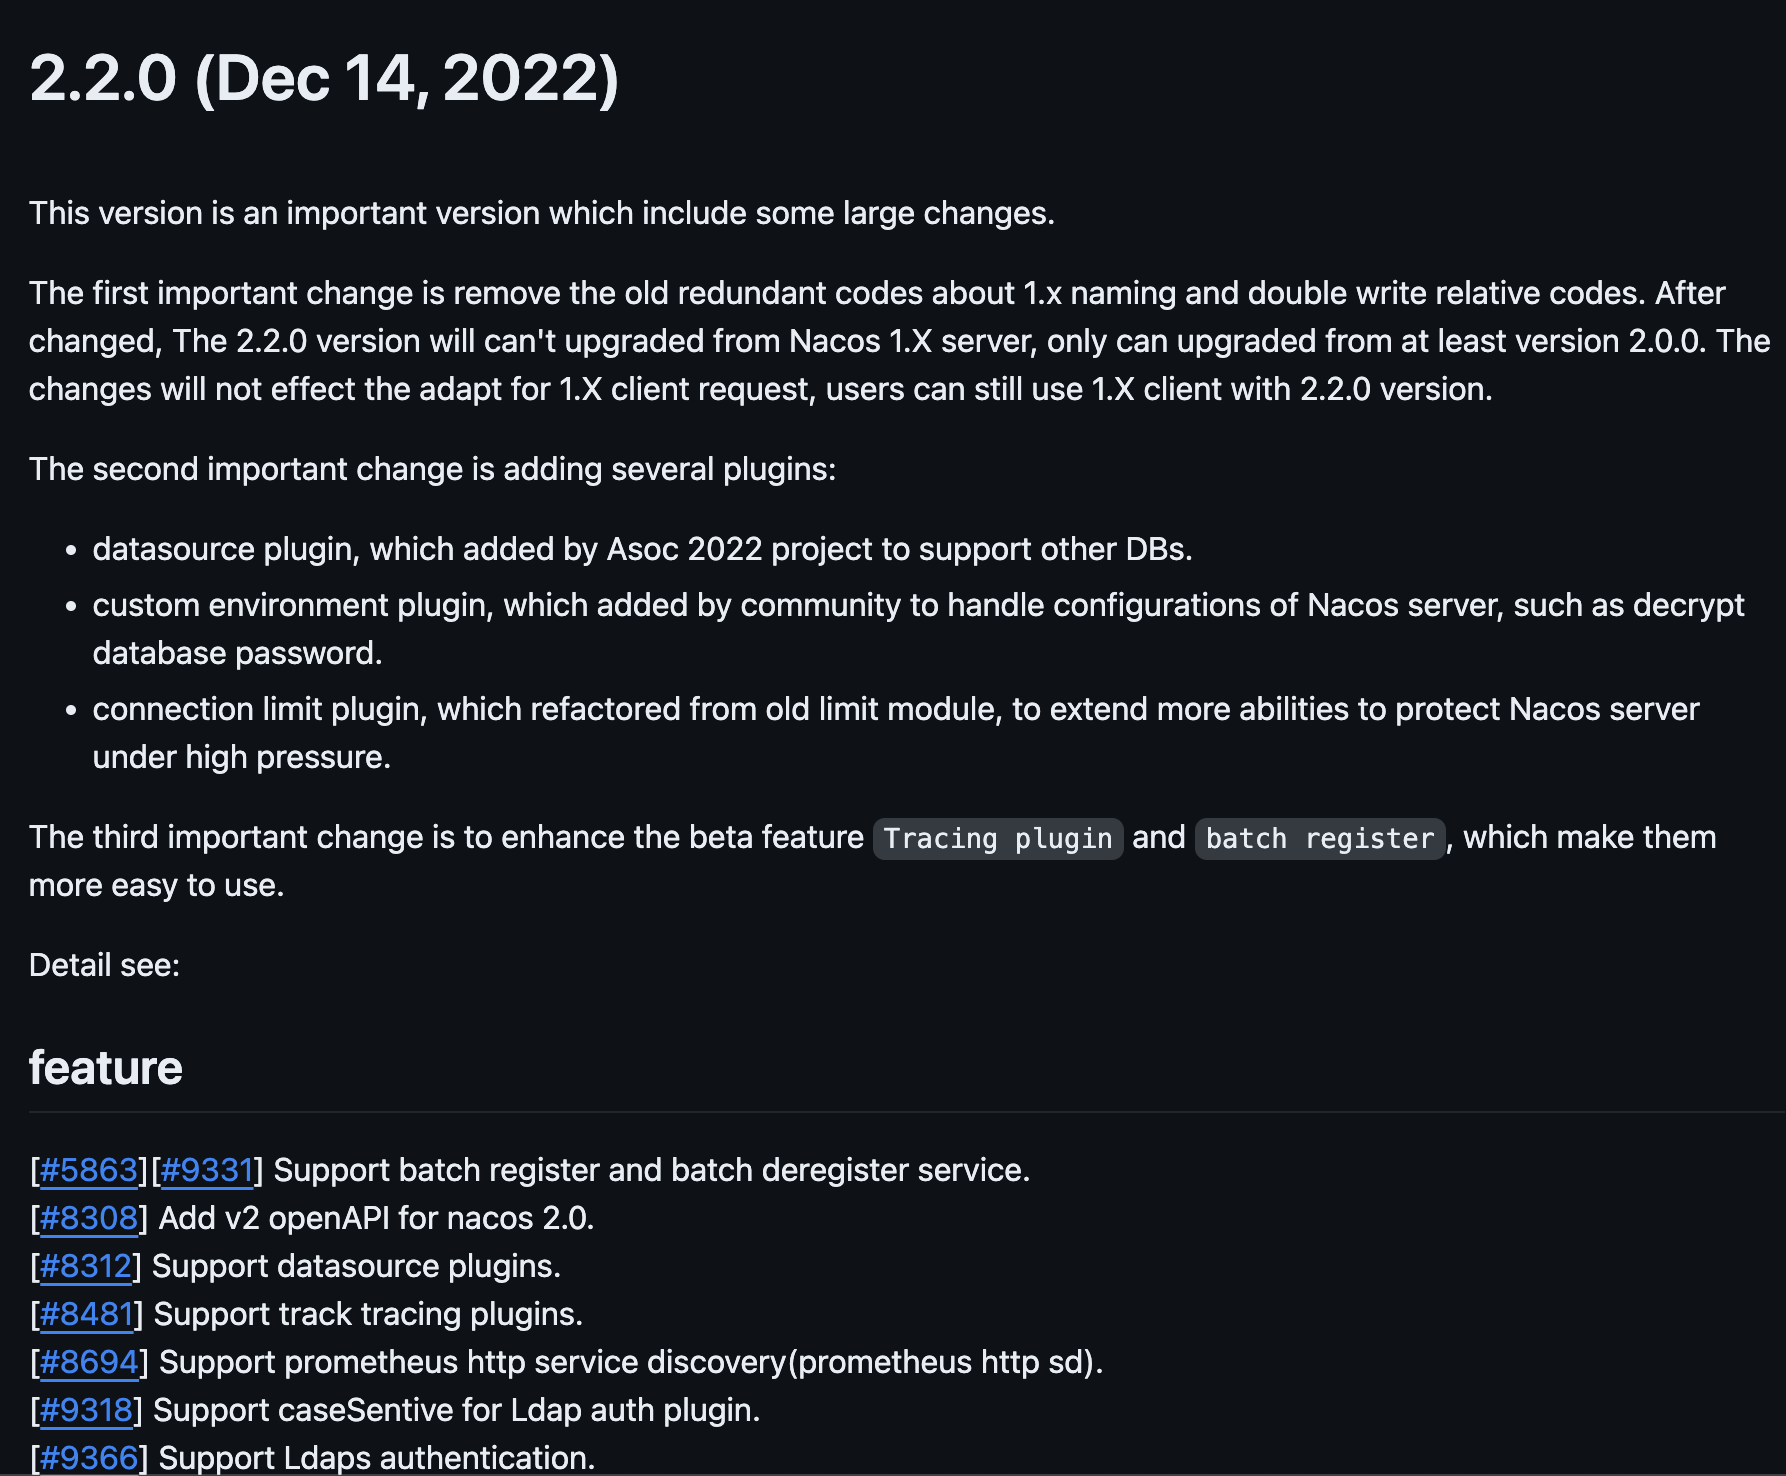 2.2.0 (Dec 14, 2022)
This version is an important version which include some large changes.
The first important change is remove the old redundant codes about 1.x naming and double write relative codes. After
changed, The 2.2.0 version will can't upgraded from Nacos 1.X server, only can upgraded from at least version 2.0.0. The
changes will not effect the adapt for 1.X client request, users can still use 1.X client with 2.2.0 version.
The second important change is adding several plugins:
• datasource plugin, which added by Asoc 2022 project to support other DBs.
• custom environment plugin, which added by community to handle configurations of Nacos server, such as decrypt
database password.
• connection limit plugin, which refactored from old limit module, to extend more abilities to protect Nacos server
under high pressure.
The third important change is to enhance the beta feature Tracing plugin and batch register, which make them
more easy to use.
Detail see:
feature
[#5863][#9331] Support batch register and batch deregister service.
[#8308] Add v2 openAPI for nacos 2.0.
[#8312] Support datasource plugins.
[#8481] Support track tracing plugins.
[#8694] Support prometheus http service discovery(prometheus http sd).
[#9318] Support caseSentive for Ldap auth plugin.
[#9366] Support Ldaps authentication.